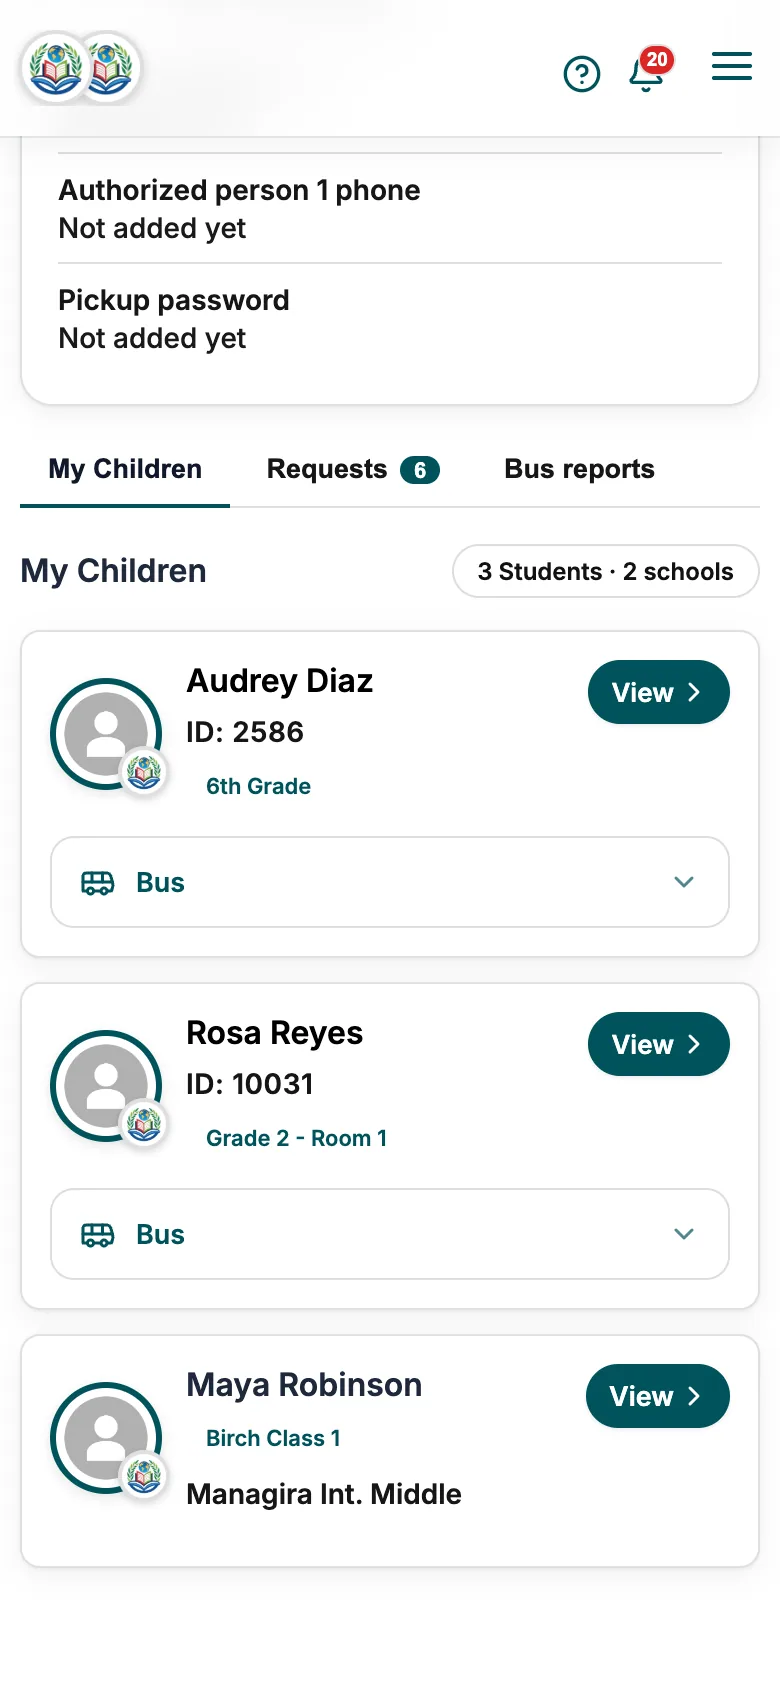 20
Authorized person 1 phone
Not added yet
Pickup password
Not added yet
My Children
Requests 6
Bus reports
My Children
3 Students · 2 schools
Audrey Diaz
View
ID: 2586
6th Grade
Bus
Rosa Reyes
View
ID: 10031
Grade 2 - Room 1
Bus
Maya Robinson
View
Birch Class 1
Managira Int. Middle